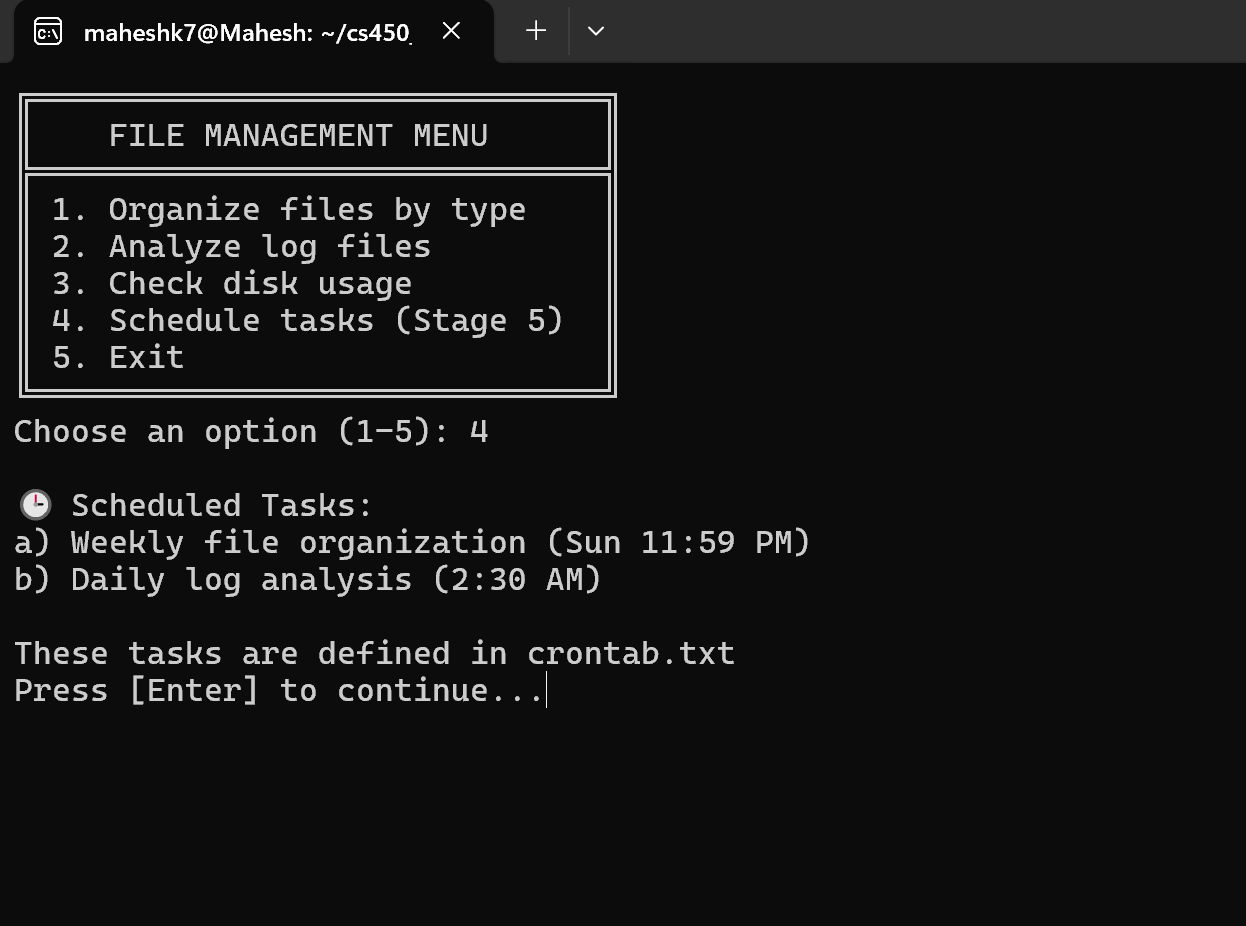 maheshk7@Mahesh: ~/cs450_
FILE MANAGEMENT MENU
1. Organize files by type
2. Analyze log files
3. Check disk usage
4. Schedule tasks (Stage 5)
5. Exit
Choose an option (1-5): 4
🕒 Scheduled Tasks:
a) Weekly file organization (Sun 11:59 PM)
b) Daily log analysis (2:30 AM)
These tasks are defined in crontab.txt
Press [Enter] to continue...